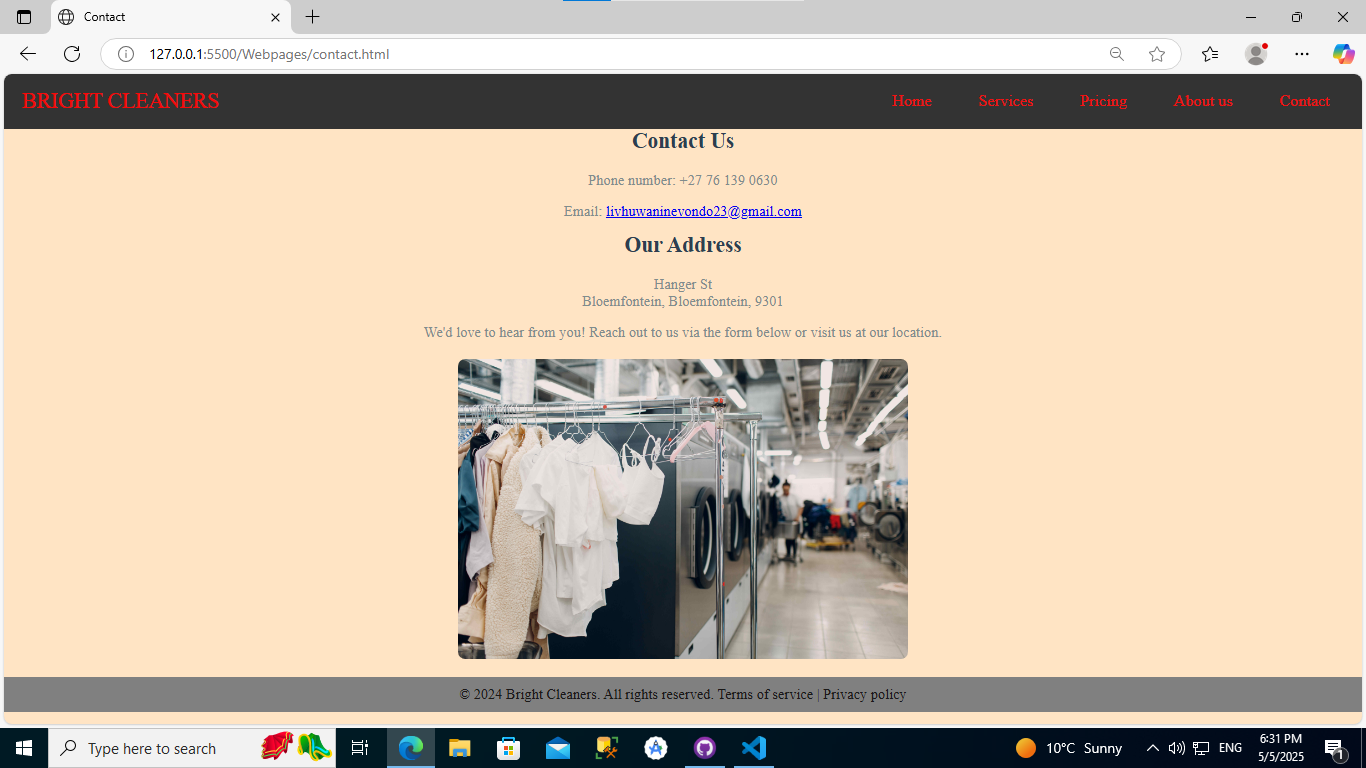 Contact
127.0.0.1:5500/Webpages/contact.html
BRIGHT CLEANERS
Home
Services
Pricing
About us
Contact
Contact Us
Phone number: +27 76 139 0630
Email: livhuwaninevondo23@gmail.com
Our Address
Hanger St
Bloemfontein, Bloemfontein, 9301
We'd love to hear from you! Reach out to us via the form below or visit us at our location.
© 2024 Bright Cleaners. All rights reserved. Terms of service | Privacy policy
Type here to search
10°C Sunny
ENG
6:31 PM
5/5/2025
1